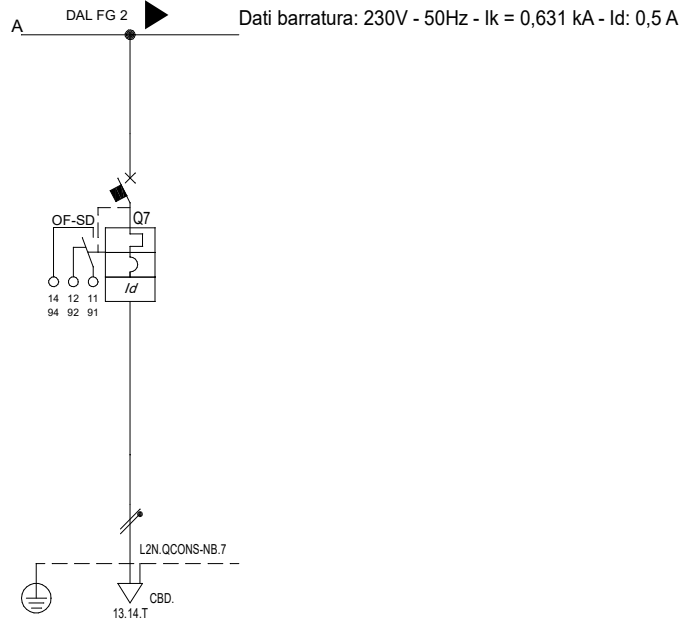 DAL FG 2
Dati barratura: 230V - 50Hz - Ik = 0,631 kA - Id: 0,5 A
A
OF-SD
Q7
Id
14 12 11
94 92 91
L2N.QCONS-NB.7
CBD.
13.14.T